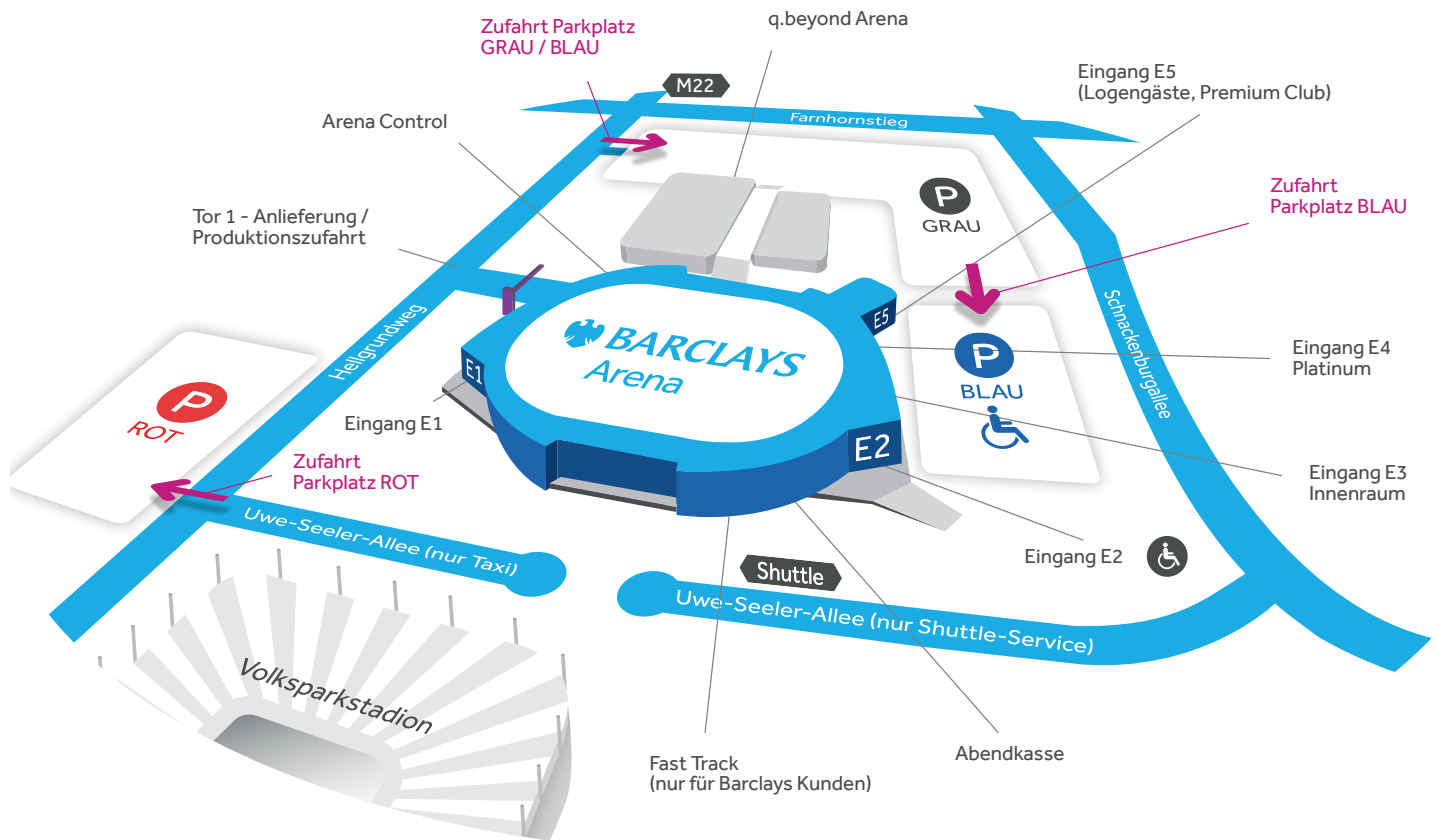 Zufahrt Parkplatz
GRAU / BLAU
q.beyond Arena
M22
Eingang E5
(Logengäste, Premium Club)
Farnhornstieg
Arena Control
Zufahrt
Parkplatz BLAU
P
GRAU
Tor 1 - Anlieferung /
Produktionszufahrt
Hellgrundweg
Schnackenburgallee
E5
BARCLAYS
Arena
P
BLAU
Eingang E4
Platinum
E1
P
ROT
Eingang E1
E2
Zufahrt
Parkplatz ROT
Eingang E3
Innenraum
Uwe-Seeler-Allee (nur Taxi)
Eingang E2
Shuttle
Uwe-Seeler-Allee (nur Shuttle-Service)
Volksparkstadion
Fast Track
(nur für Barclays Kunden)
Abendkasse